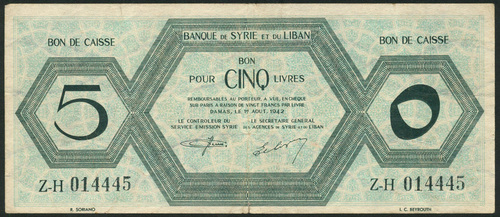 BON DE CAISSE
BANQUE DE SYRIE ET DU LIBAN
BON DE CAISSE
BON
POUR CINQ LIVRES
REMBOURSABLES AU PORTEUR, A VUE, EN CHÈQUE
SUR PARIS, A RAISON DE VINGT FRANCS PAR LIVRE.
DAMAS, LE 1er AOUT 1942
LE CONTROLEUR DU
SERVICE - EMISSION SYRIE
LE SECRETAIRE GENERAL
DES AGENCES DE SYRIE ET DU LIBAN
5
Z-H 014445
Z-H 014445
R. SORIANO
I. C. BEYROUTH